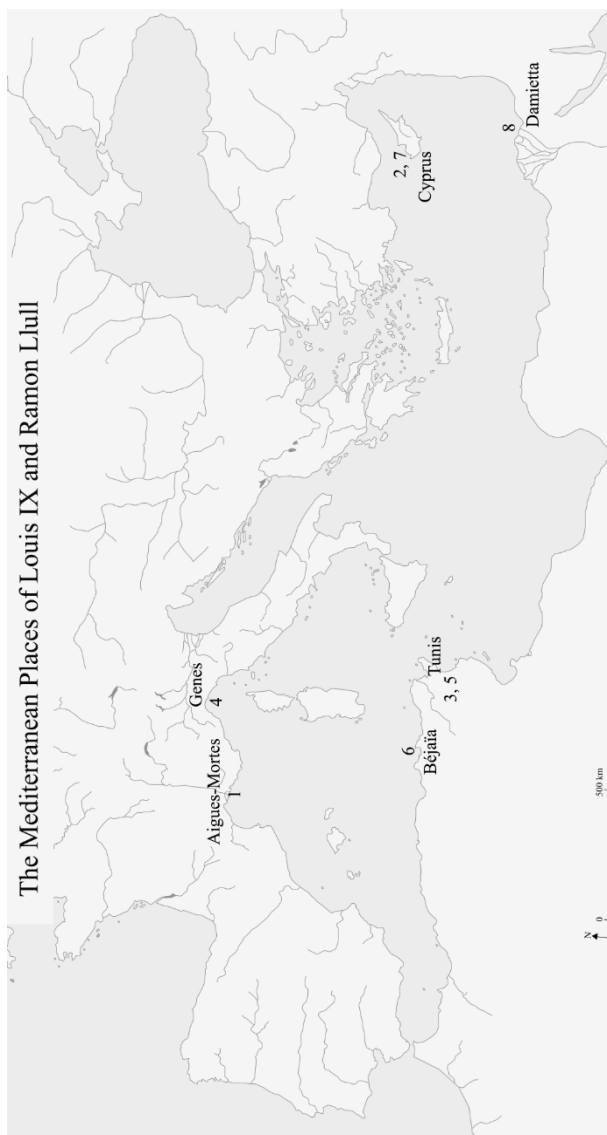 The Mediterranean Places of Louis IX and Ramon Llull
Genes
4
Aigues-Mortes
1
2, 7
Cyprus
6
Béjaïa
Tunis
3, 5
8
Damietta
N
0
500 km